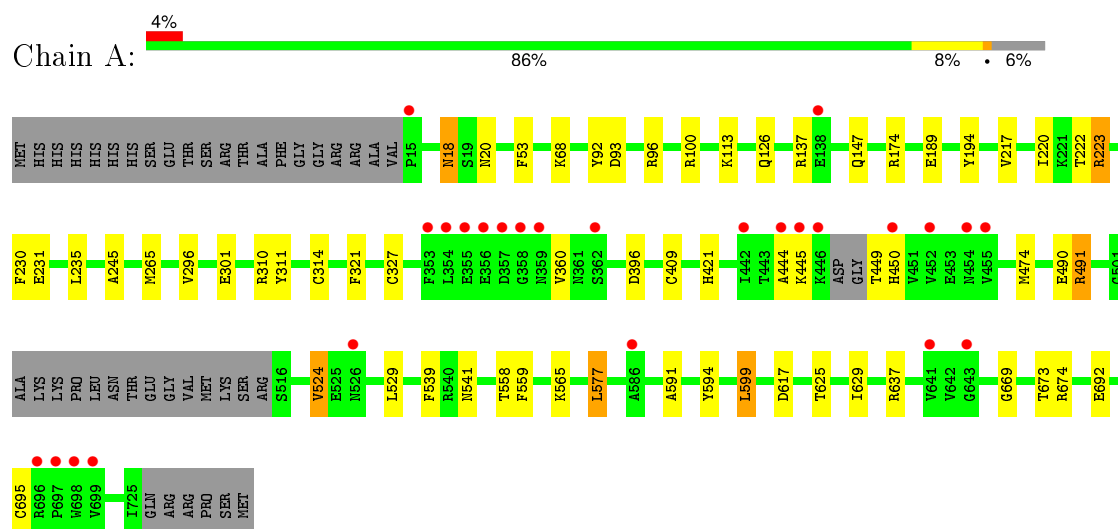 4%
Chain A:
86% 8% • 6%
MET HIS HIS HIS HIS HIS HIS SER GLU THR SER ARG THR ALA PHE GLY GLY ARG ARG ALA VAL P15 N18 S19 N20 F53 K68 Y92 D93 R96 R100 K113 Q126 R137 E138 Q147 R174 E189 Y194 V217 I220 K221 T222 R223
F230 E231 L235 A245 M265 V296 E301 R310 Y311 C314 F321 C327 F353 L354 E355 E356 D357 G358 N359 V360 N361 S362 D396 C409 H421 I442 T443 A444 K445 K446 ASP GLY T449 H450 V451 V452 E453 N454 V455 M474 E490 R491 G501
ALA LYS LYS PRO LEU ASN THR GLU GLY VAL MET LYS SER ARG S516 V524 E525 N526 L529 F539 R540 N541 T558 F559 K565 L577 A586 A591 Y594 L599 D617 T625 I629 R637 V641 V642 G643 G669 T673 R674 E692
C695 R696 P697 W698 V699 I725 GLN ARG ARG PRO SER MET